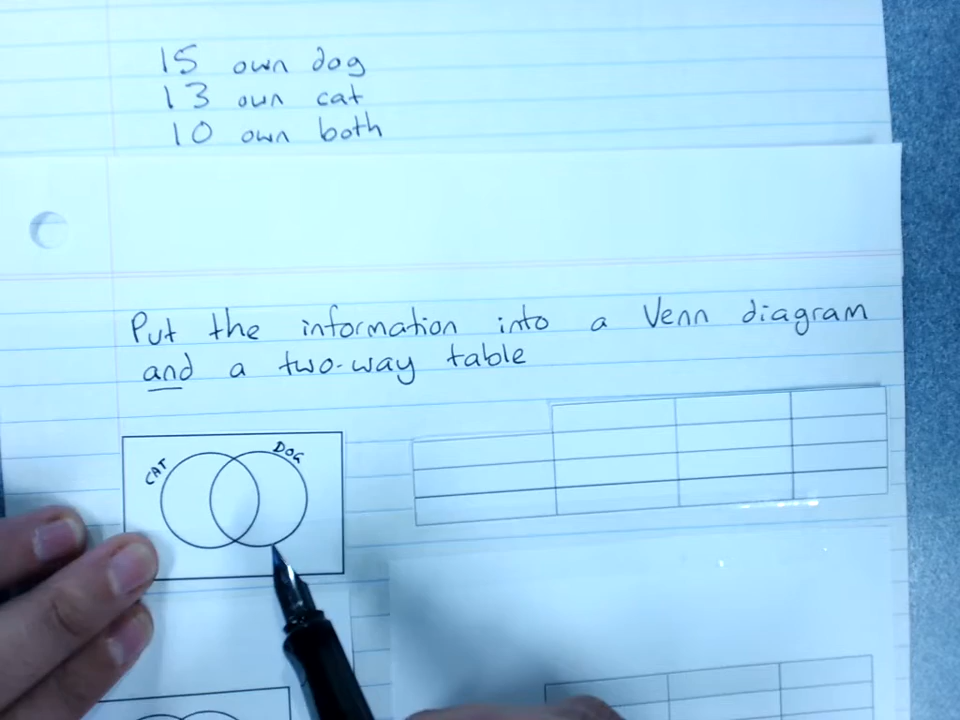 15 own dog
13 own cat
10 own both
Put the information into a Venn diagram
and a two-way table
CAT
DOG